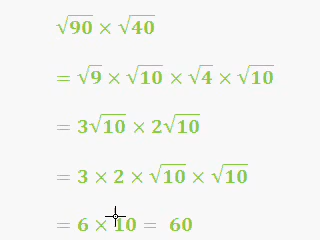 √90 × √40
= √9 × √10 × √4 × √10
= 3√10 × 2√10
= 3 × 2 × √10 × √10
= 6 × 10 = 60